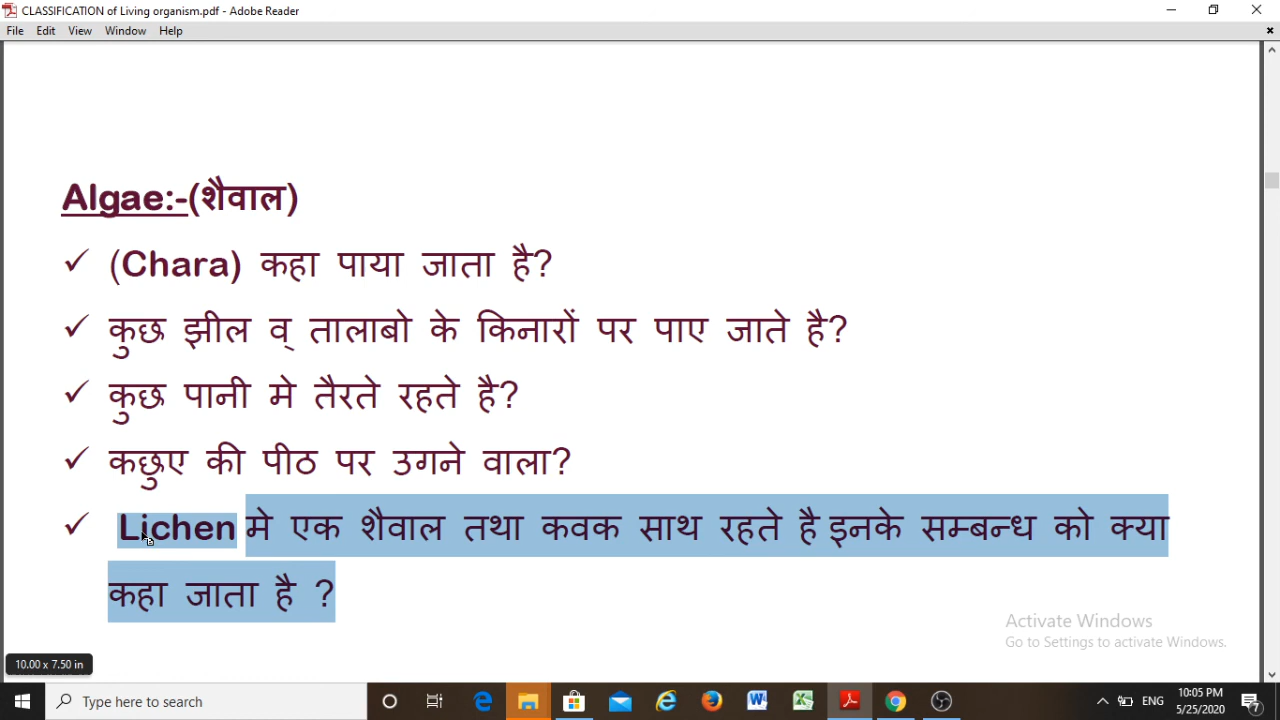 CLASSIFICATION of Living organism.pdf - Adobe Reader
File Edit View Window Help
Algae:-(शैवाल)
✓ (Chara) कहा पाया जाता है?
✓ कुछ झील व् तालाबो के किनारों पर पाए जाते है?
✓ कुछ पानी मे तैरते रहते है?
✓ कछुए की पीठ पर उगने वाला?
✓ Lichen मे एक शैवाल तथा कवक साथ रहते है इनके सम्बन्ध को क्या
कहा जाता है ?
Activate Windows
Go to Settings to activate Windows.
10.00 x 7.50 in
Type here to search
ENG
10:05 PM
5/25/2020
7